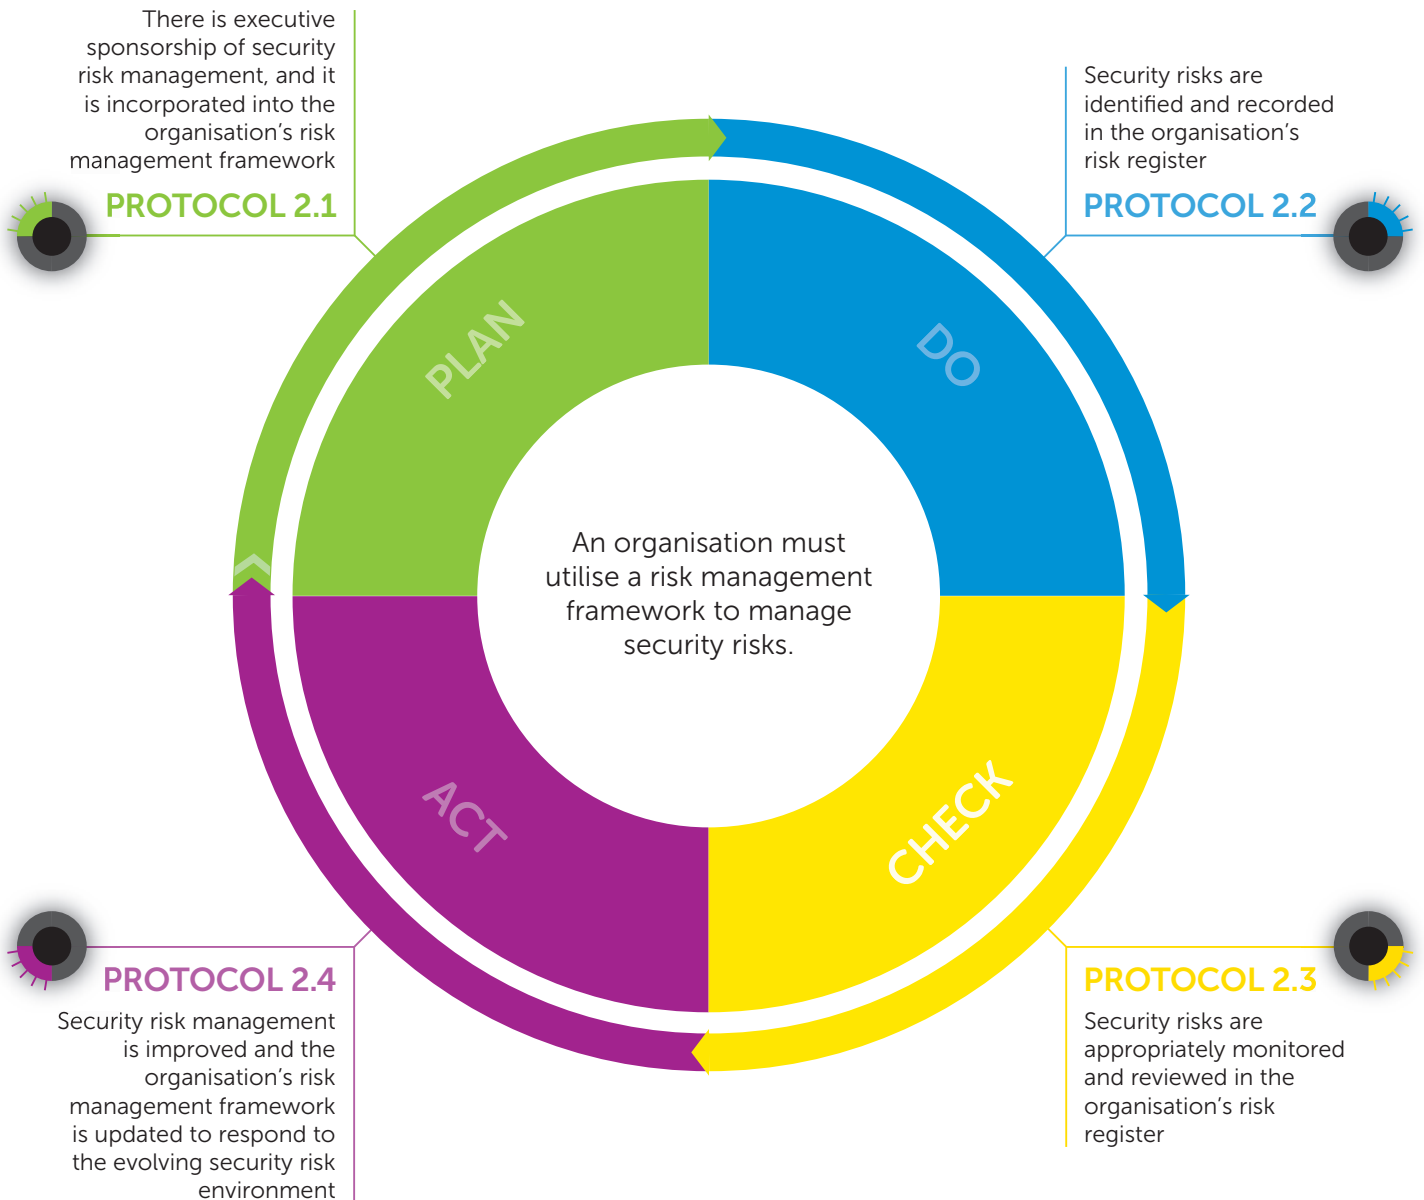 There is executive
sponsorship of security
risk management, and it
is incorporated into the
organisation’s risk
management framework
PROTOCOL 2.1
Security risks are
identified and recorded
in the organisation’s
risk register
PROTOCOL 2.2
PLAN
DO
An organisation must
utilise a risk management
framework to manage
security risks.
ACT
CHECK
PROTOCOL 2.4
Security risk management
is improved and the
organisation’s risk
management framework
is updated to respond to
the evolving security risk
environment
PROTOCOL 2.3
Security risks are
appropriately monitored
and reviewed in the
organisation’s risk
register